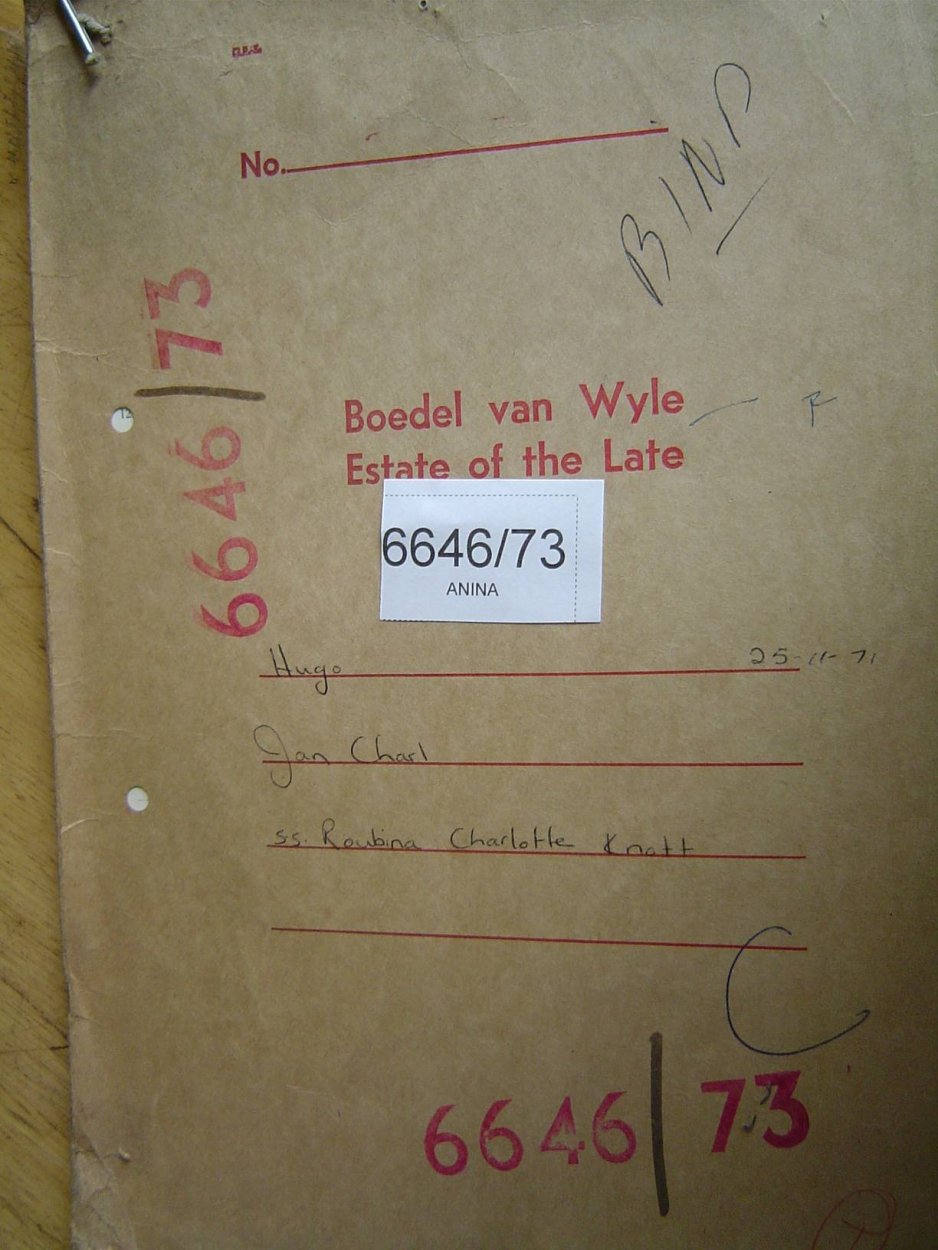 No.
BIND
6646/73
Boedel van Wyle
Estate of the Late
6646/73
ANINA
Hugo 25-11-71
Jan Charl
ss. Roubina Charlotte Knott
C
6646/73